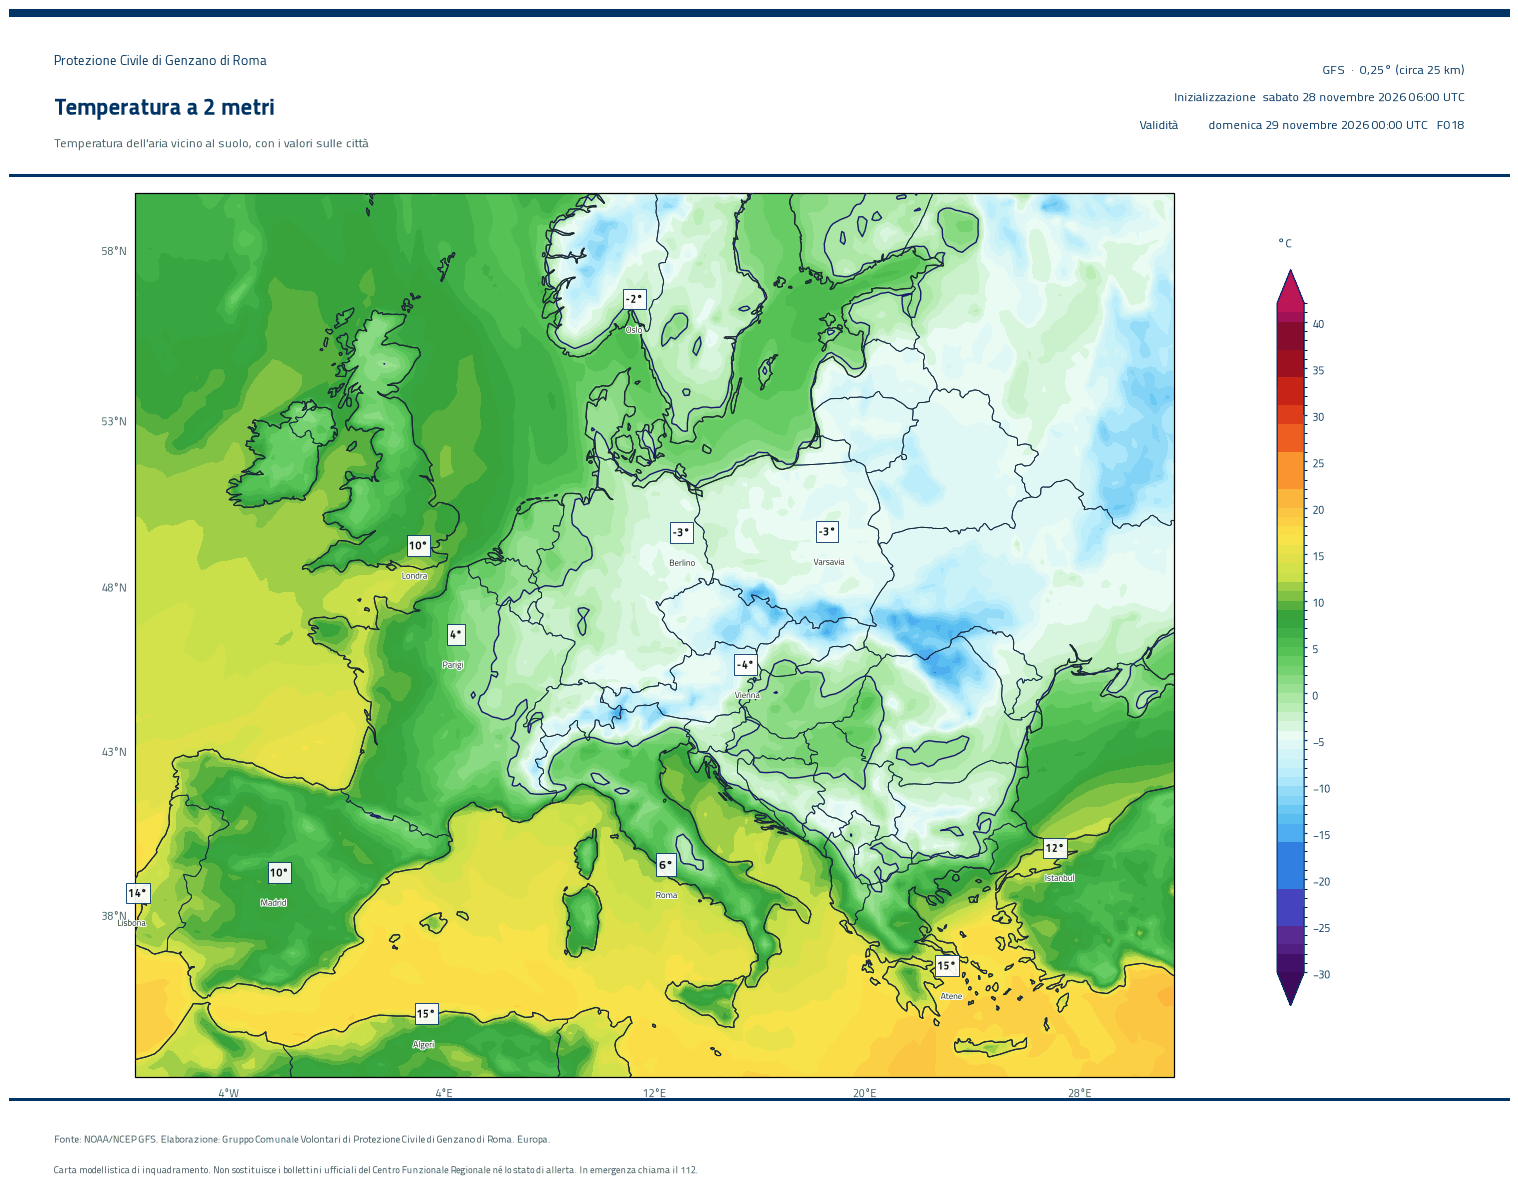 Protezione Civile di Genzano di Roma
Temperatura a 2 metri
Temperatura dell'aria vicino al suolo, con i valori sulle città
GFS · 0,25° (circa 25 km)
Inizializzazione sabato 28 novembre 2026 06:00 UTC
Validità domenica 29 novembre 2026 00:00 UTC F018
58°N
53°N
48°N
43°N
38°N
4°W
4°E
12°E
20°E
28°E
-2°
Oslo
10°
Londra
-3°
Berlino
-3°
Varsavia
4°
Parigi
-4°
Vienna
14°
Lisbona
10°
Madrid
6°
Roma
12°
Istanbul
15°
Atene
15°
Algeri
°C
40
35
30
25
20
15
10
5
0
−5
−10
−15
−20
−25
−30
Fonte: NOAA/NCEP GFS. Elaborazione: Gruppo Comunale Volontari di Protezione Civile di Genzano di Roma. Europa.
Carta modellistica di inquadramento. Non sostituisce i bollettini ufficiali del Centro Funzionale Regionale né lo stato di allerta. In emergenza chiama il 112.